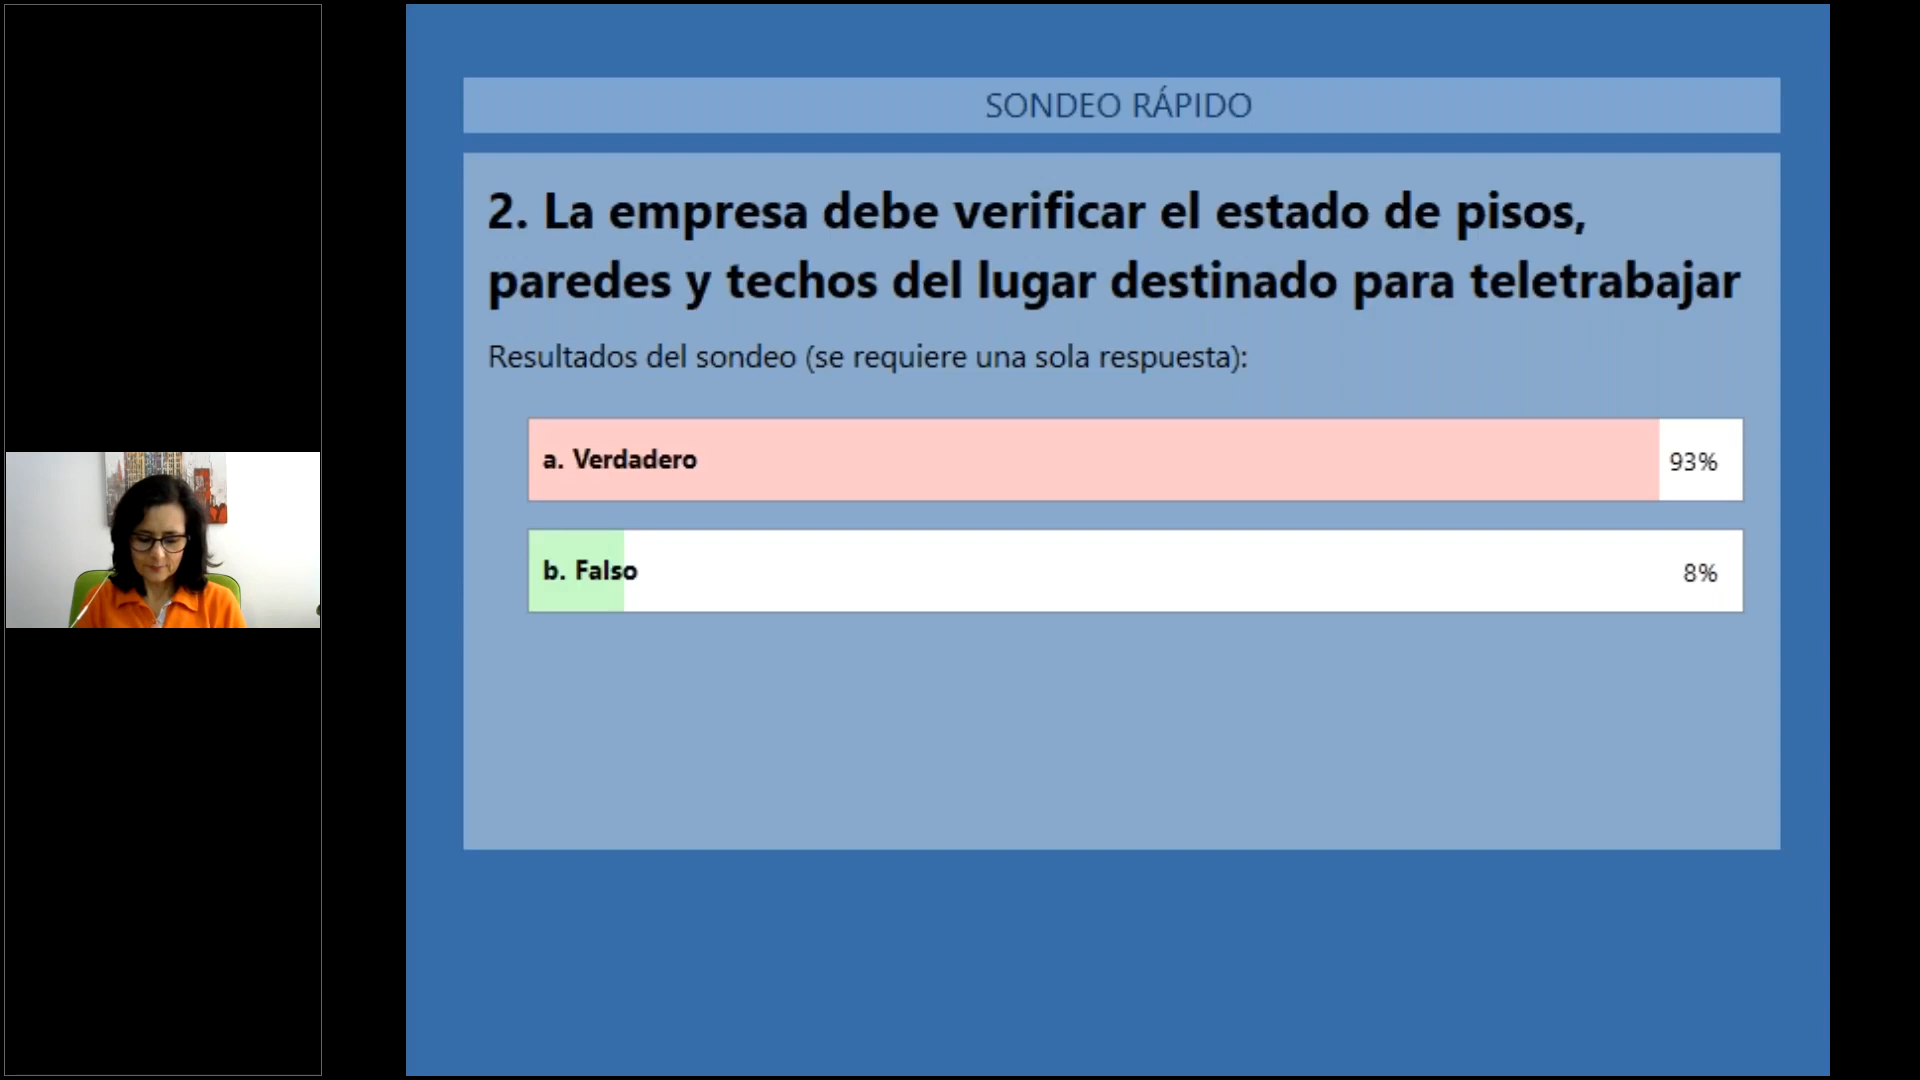 SONDEO RÁPIDO
2. La empresa debe verificar el estado de pisos,
paredes y techos del lugar destinado para teletrabajar
Resultados del sondeo (se requiere una sola respuesta):
a. Verdadero 93%
b. Falso 8%